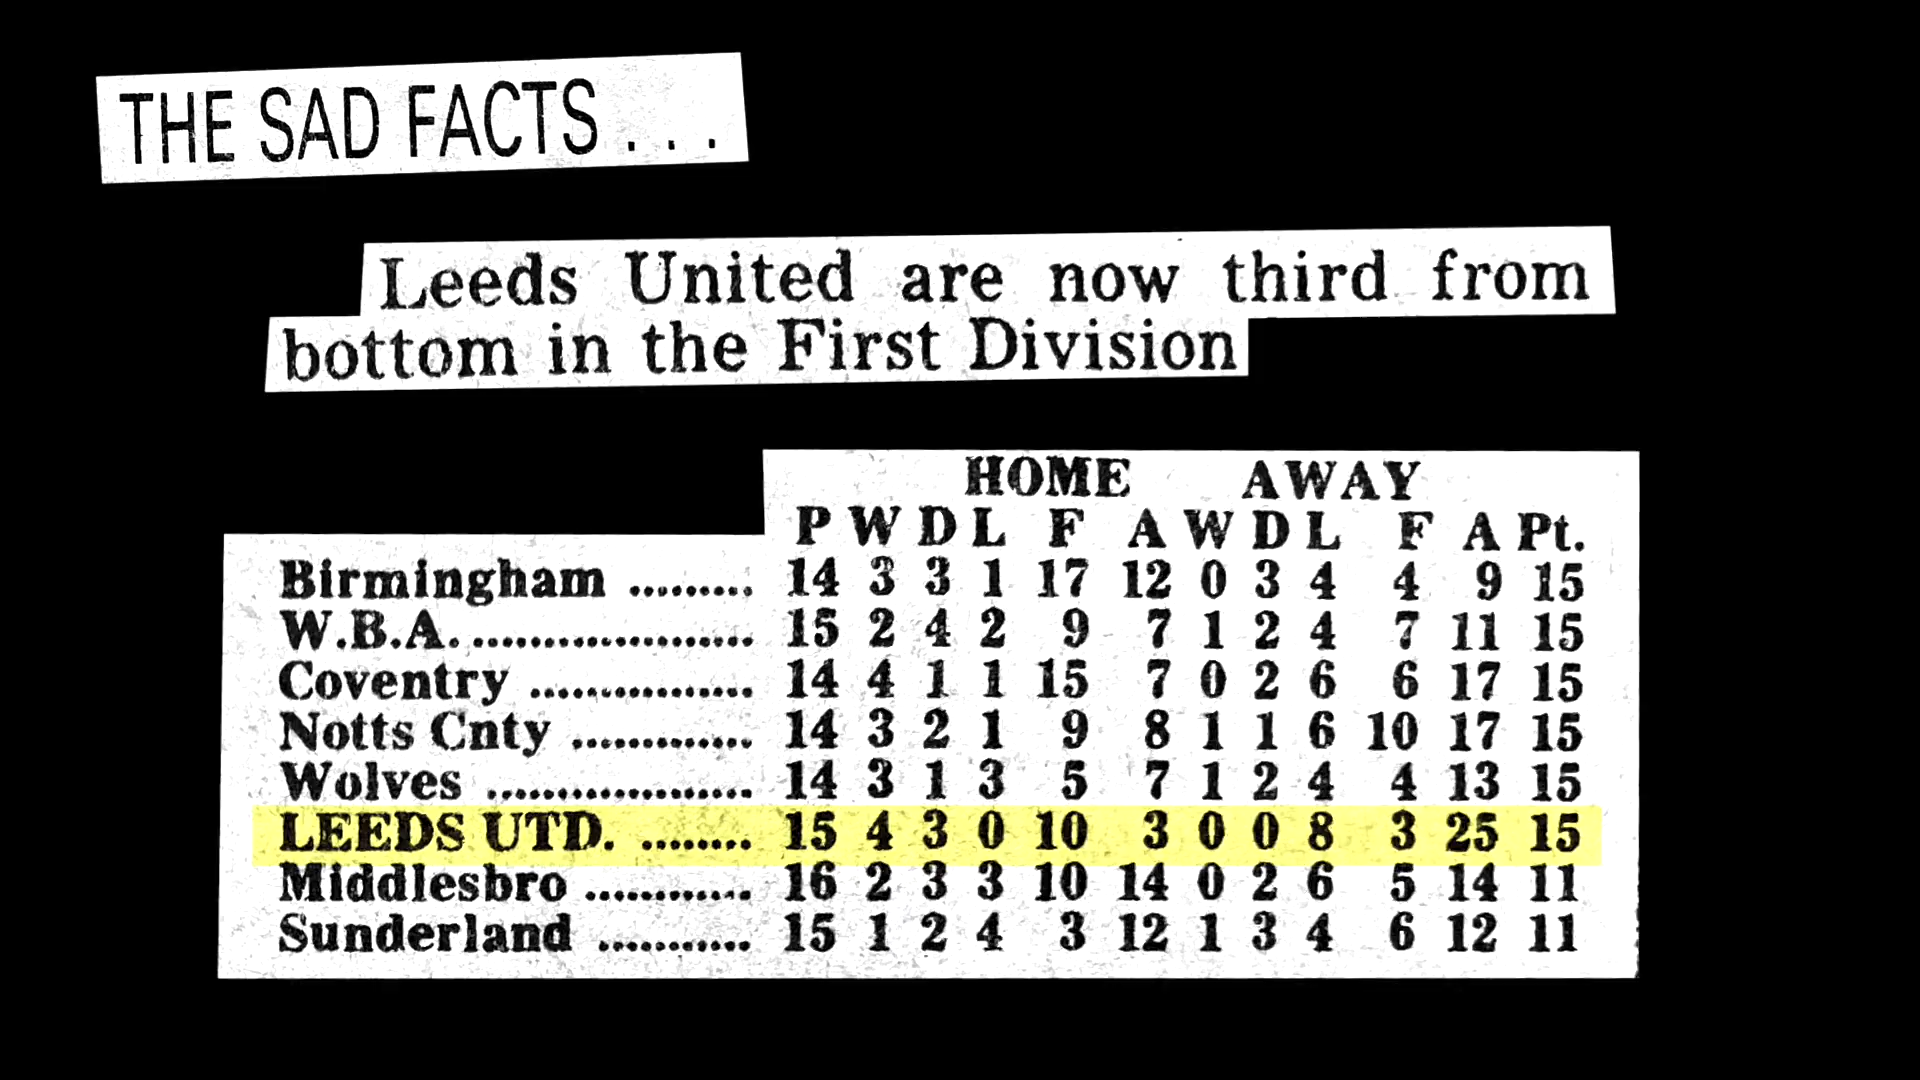 THE SAD FACTS . . .
Leeds United are now third from
bottom in the First Division
HOME AWAY
P W D L F A W D L F A Pt.
Birmingham ......... 14 3 3 1 17 12 0 3 4 4 9 15
W.B.A. .................... 15 2 4 2 9 7 1 2 4 7 11 15
Coventry ................ 14 4 1 1 15 7 0 2 6 6 17 15
Notts Cnty ............. 14 3 2 1 9 8 1 1 6 10 17 15
Wolves ................... 14 3 1 3 5 7 1 2 4 4 13 15
LEEDS UTD. ........ 15 4 3 0 10 3 0 0 8 3 25 15
Middlesbro ............ 16 2 3 3 10 14 0 2 6 5 14 11
Sunderland ........... 15 1 2 4 3 12 1 3 4 6 12 11